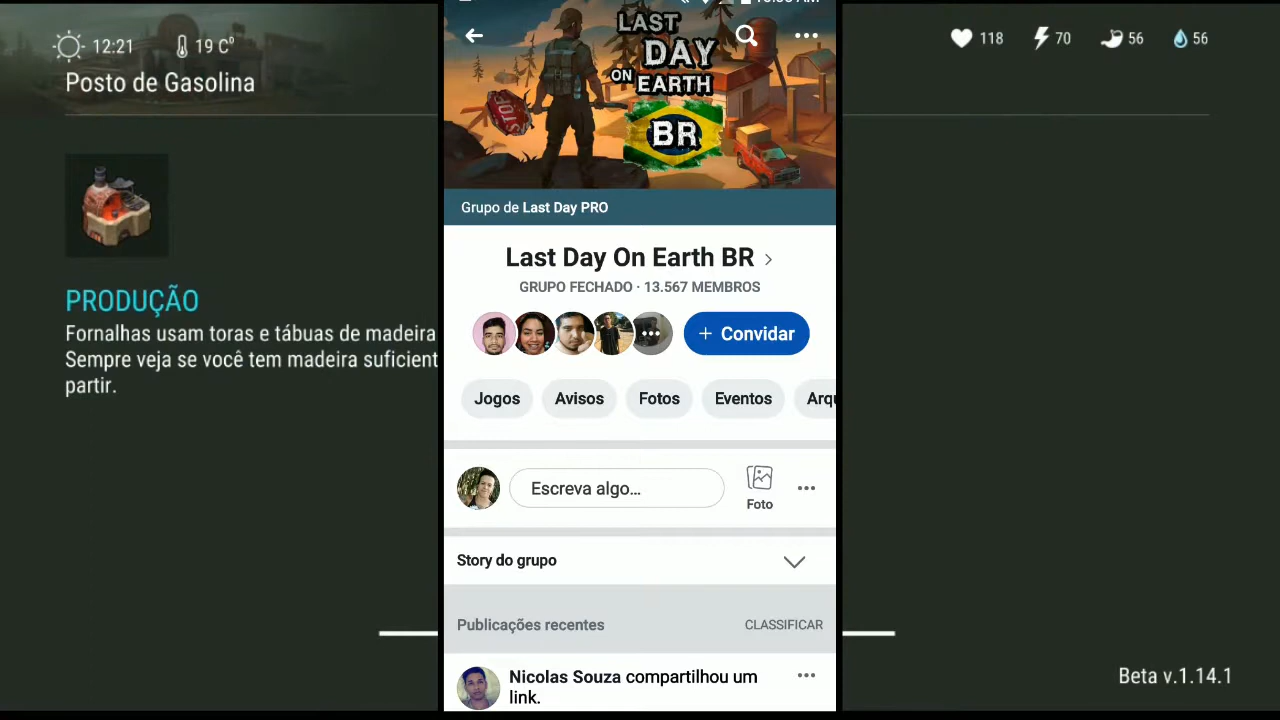 12:21
19 Cº
Posto de Gasolina
118
70
56
56
PRODUÇÃO
Fornalhas usam toras e tábuas de madeira
Sempre veja se você tem madeira suficient
partir.
LAST
DAY
ON EARTH
BR
STOP
Grupo de Last Day PRO
Last Day On Earth BR
GRUPO FECHADO · 13.567 MEMBROS
+ Convidar
Jogos
Avisos
Fotos
Eventos
Arqu
Escreva algo...
Foto
Story do grupo
Publicações recentes
CLASSIFICAR
Nicolas Souza compartilhou um
link.
Beta v.1.14.1